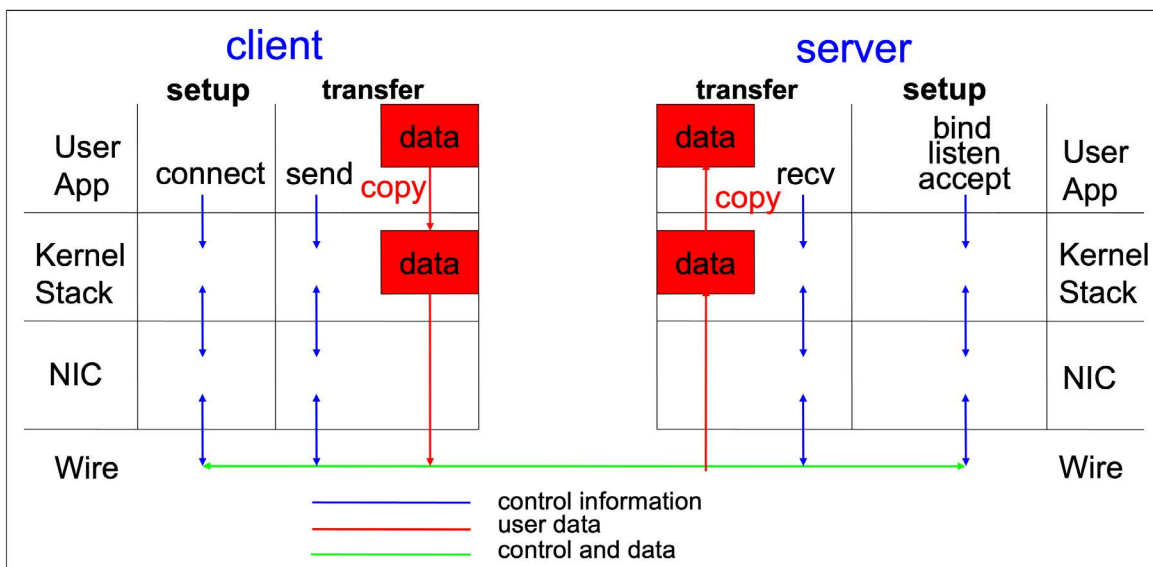 client
server
setup
transfer
transfer
setup
User
App
connect
send
data
copy
data
copy
recv
bind
listen
accept
User
App
Kernel
Stack
data
data
Kernel
Stack
NIC
NIC
Wire
Wire
control information
user data
control and data